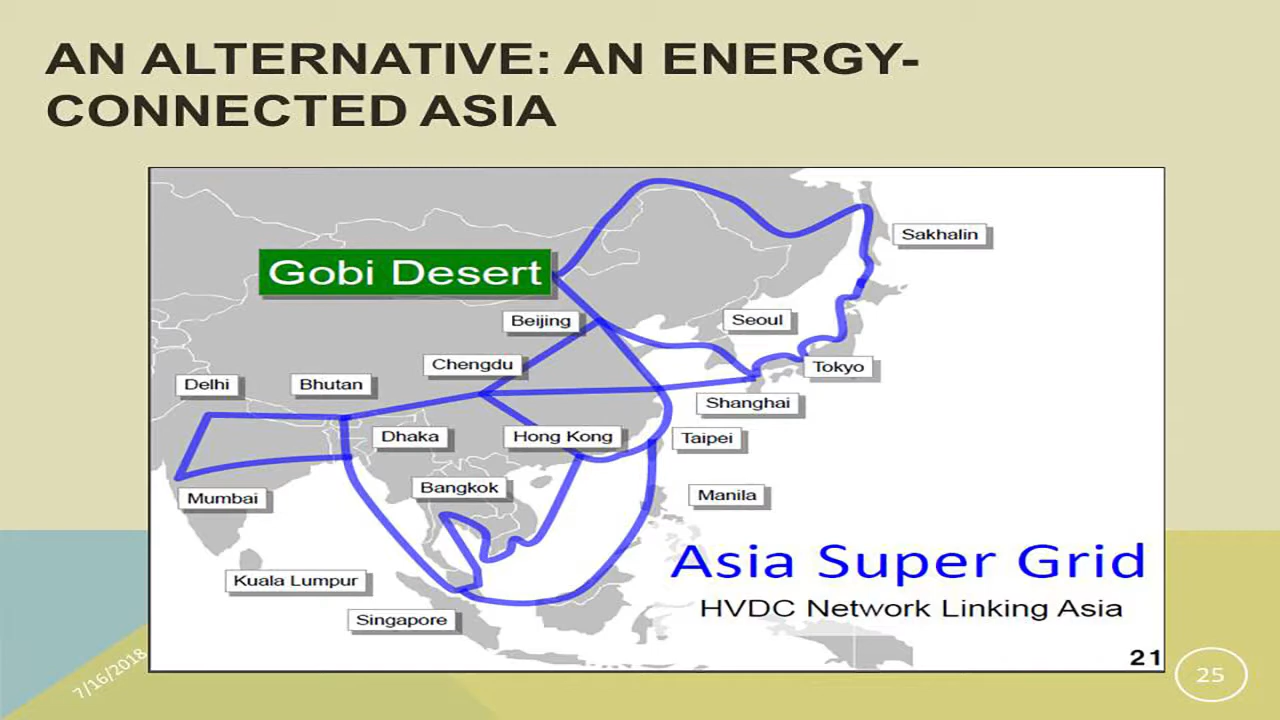 AN ALTERNATIVE: AN ENERGY-
CONNECTED ASIA
Sakhalin
Gobi Desert
Beijing
Seoul
Chengdu
Tokyo
Delhi
Bhutan
Shanghai
Dhaka
Hong Kong
Taipei
Bangkok
Manila
Mumbai
Asia Super Grid
Kuala Lumpur
HVDC Network Linking Asia
Singapore
21
7/16/2018
25